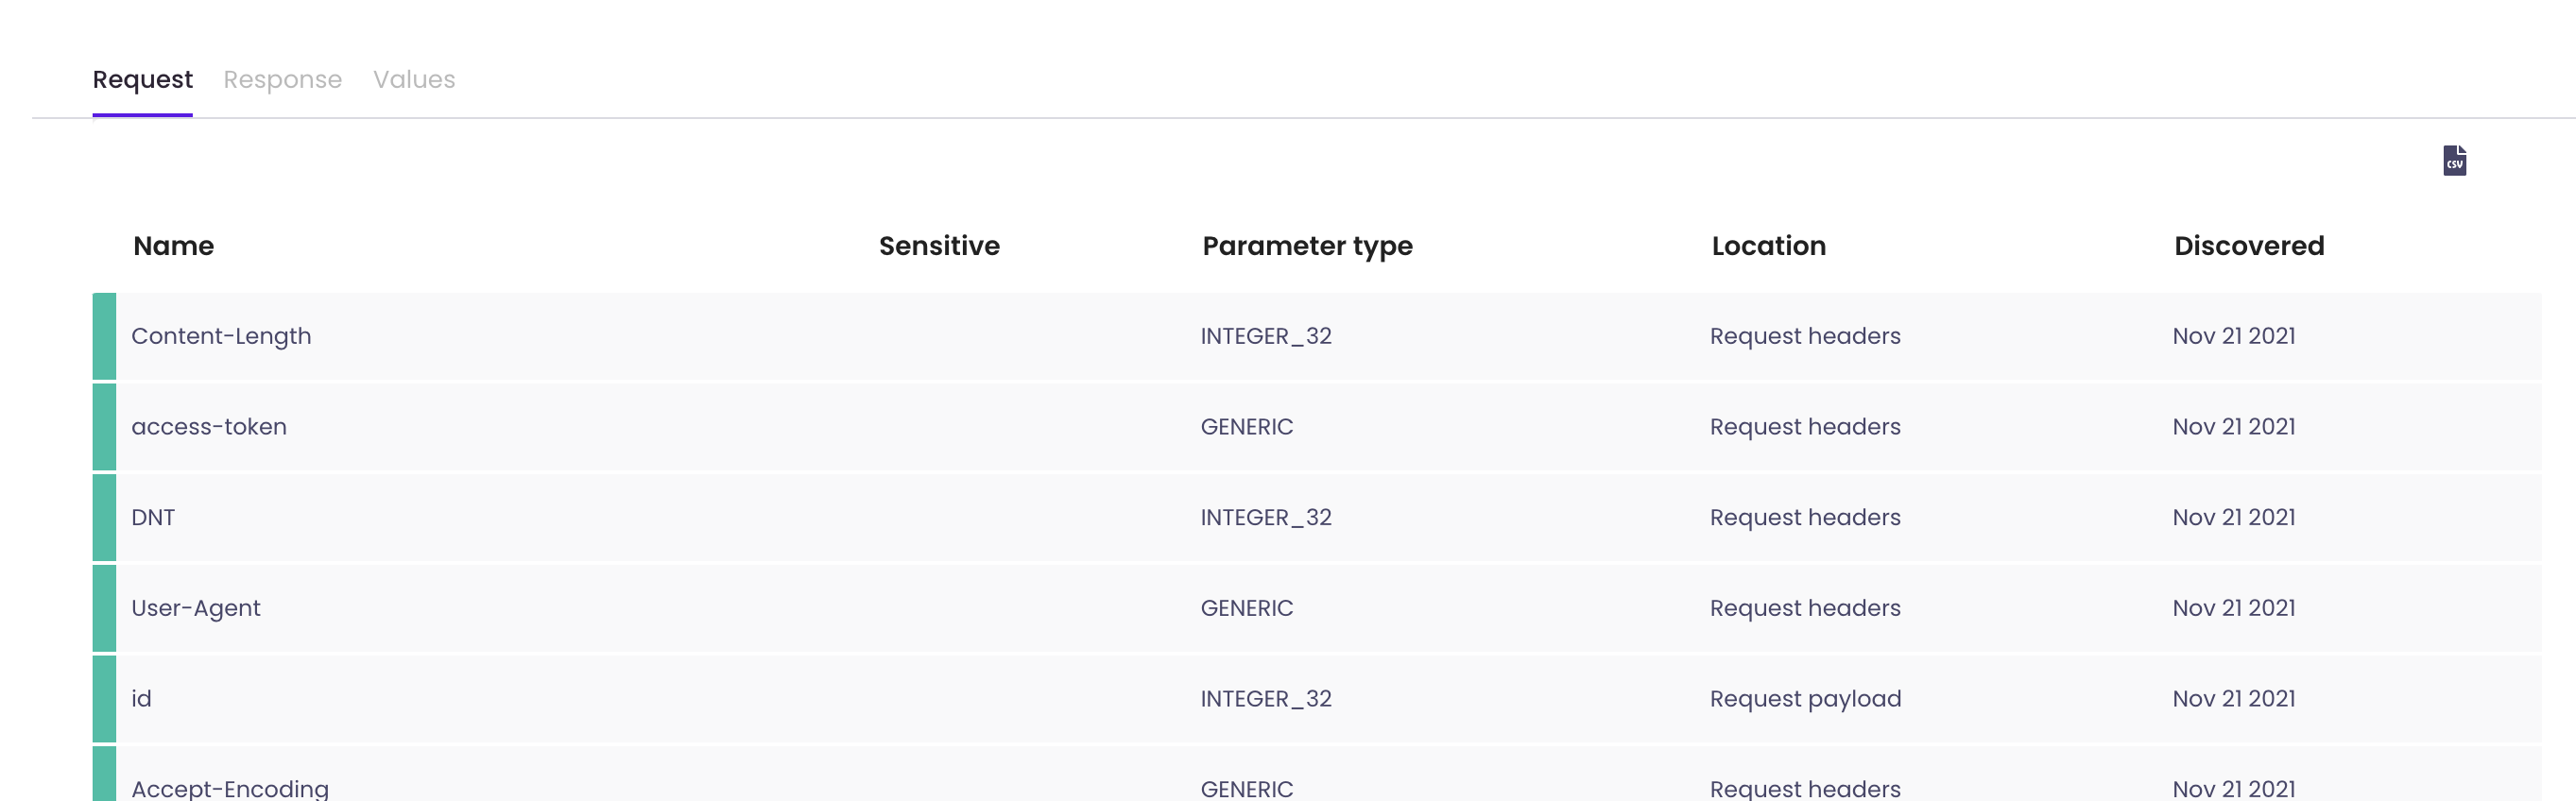 Request Response Values
CSV
Name Sensitive Parameter type Location Discovered
Content-Length INTEGER_32 Request headers Nov 21 2021
access-token GENERIC Request headers Nov 21 2021
DNT INTEGER_32 Request headers Nov 21 2021
User-Agent GENERIC Request headers Nov 21 2021
id INTEGER_32 Request payload Nov 21 2021
Accept-Encoding GENERIC Request headers Nov 21 2021